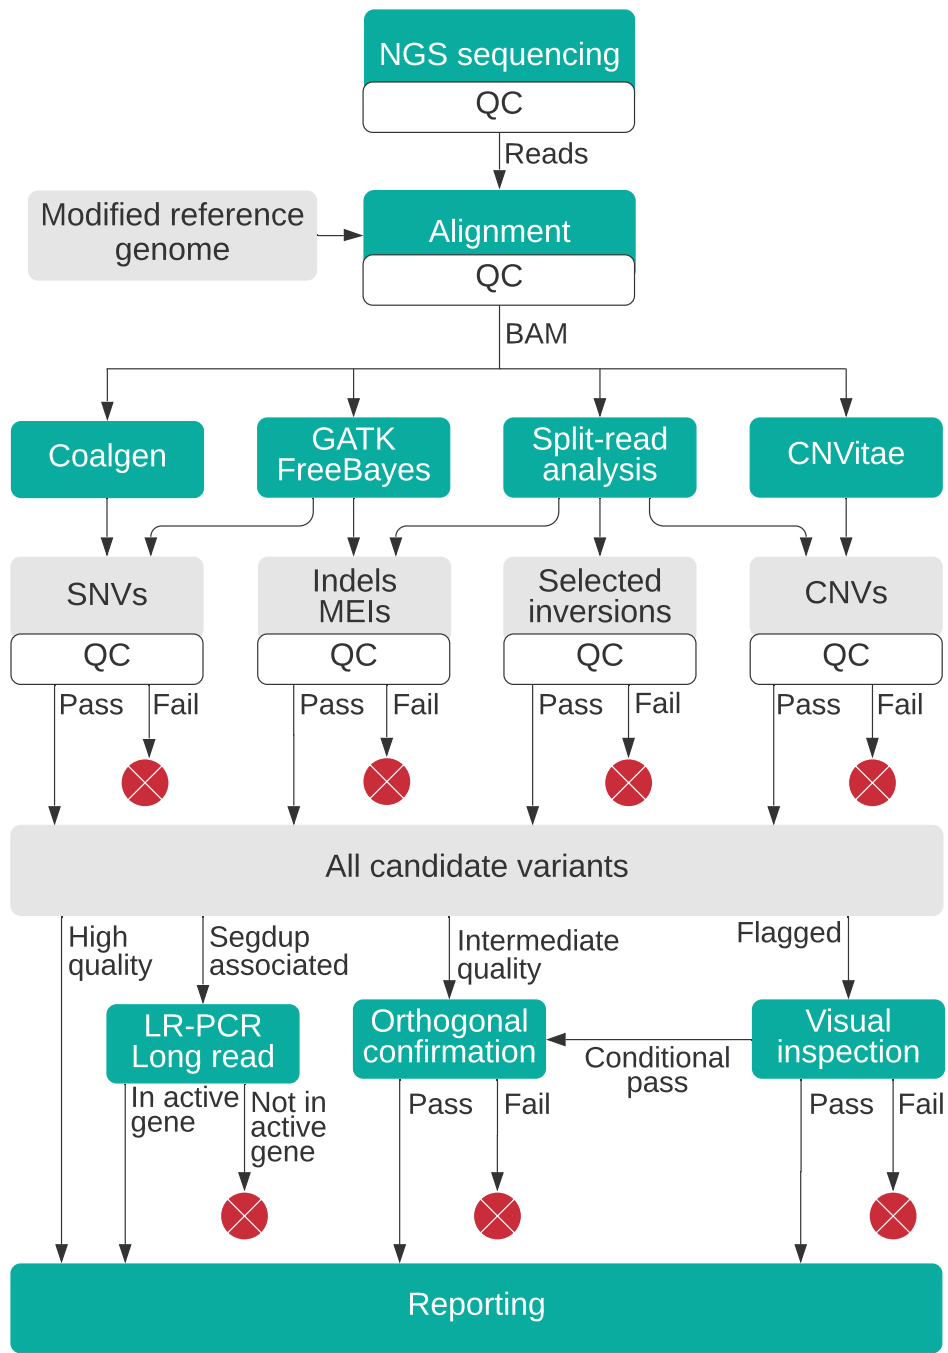 NGS sequencing
QC
Reads
Modified reference
genome
Alignment
QC
BAM
Coalgen
GATK
FreeBayes
Split-read
analysis
CNVitae
SNVs
Indels
MEIs
Selected
inversions
CNVs
QC
QC
QC
QC
Pass
Fail
Pass
Fail
Pass
Fail
Pass
Fail
All candidate variants
High
quality
Segdup
associated
Intermediate
quality
Flagged
LR-PCR
Long read
Orthogonal
confirmation
Conditional
pass
Visual
inspection
In active
gene
Not in
active
gene
Pass
Fail
Pass
Fail
Reporting